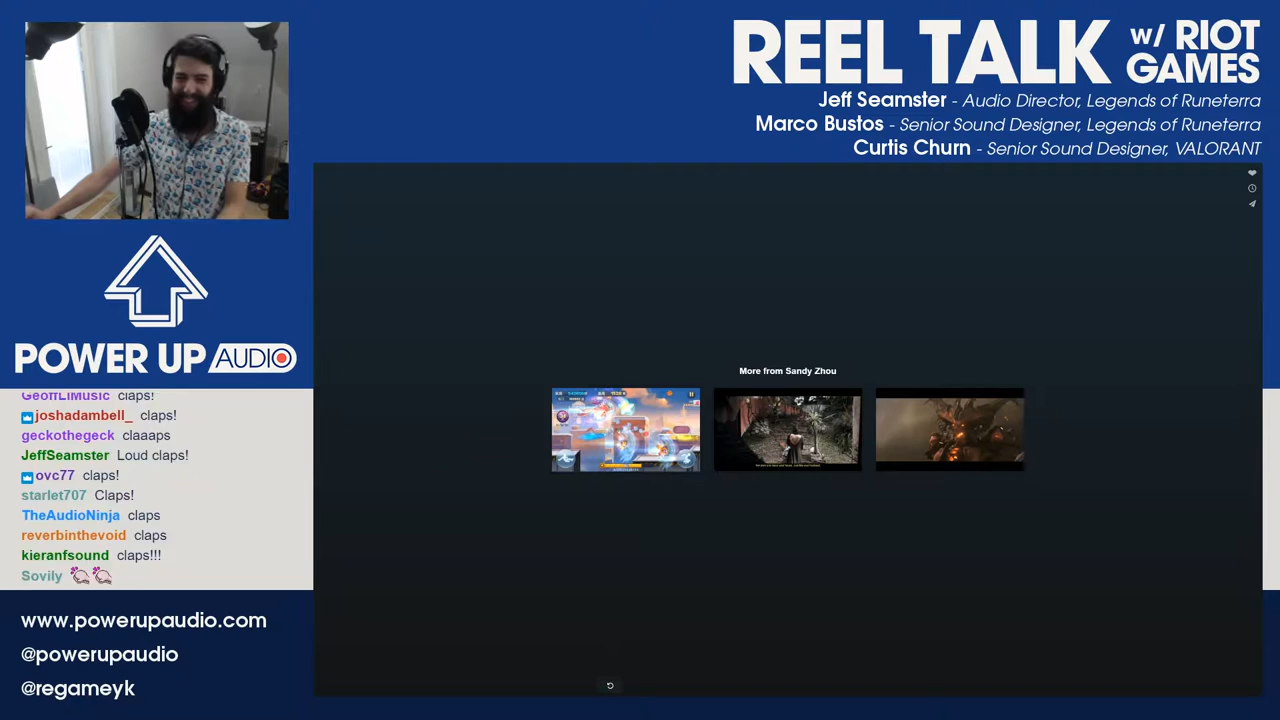 REEL TALK w/ RIOT GAMES
Jeff Seamster - Audio Director, Legends of Runeterra
Marco Bustos - Senior Sound Designer, Legends of Runeterra
Curtis Churn - Senior Sound Designer, VALORANT
POWER UP AUDIO
GeoffLiMusic claps!
joshadambell_ claps!
geckothegeck claaaps
JeffSeamster Loud claps!
ovc77 claps!
starlet707 Claps!
TheAudioNinja claps
reverbinthevoid claps
kieranfsound claps!!!
Sovily
www.powerupaudio.com
@powerupaudio
@regameyk
More from Sandy Zhou